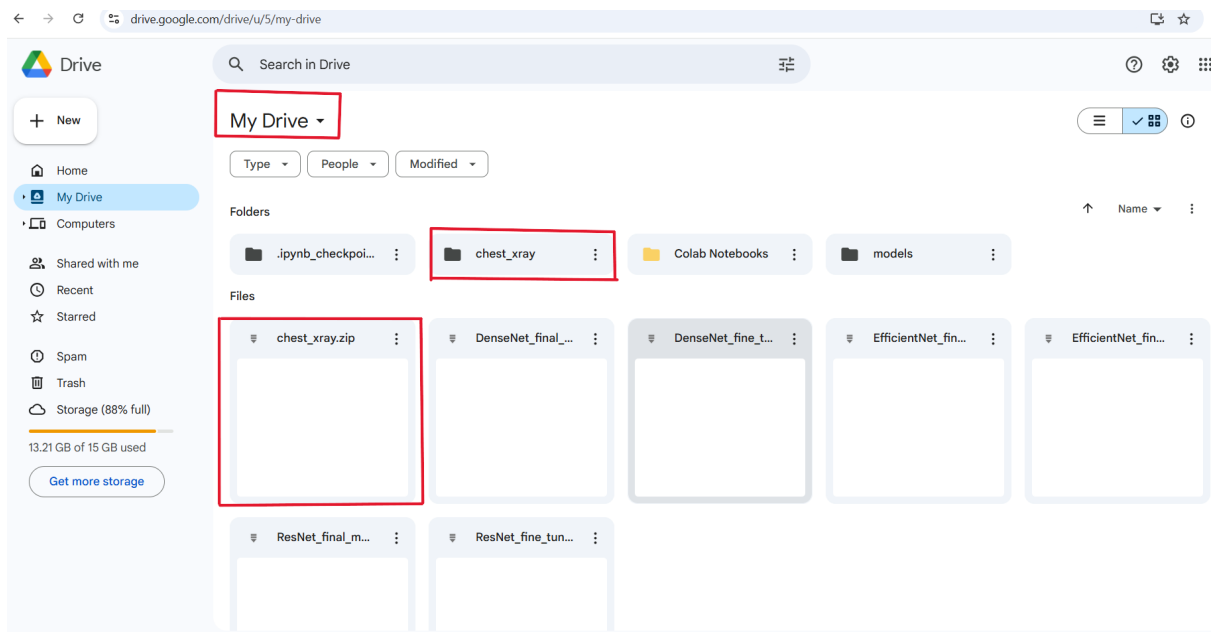 drive.google.com/drive/u/5/my-drive
Drive
Search in Drive
New
My Drive
Type
People
Modified
Home
My Drive
Computers
Shared with me
Recent
Starred
Spam
Trash
Storage (88% full)
13.21 GB of 15 GB used
Get more storage
Folders
Name
.ipynb_checkpoi...
chest_xray
Colab Notebooks
models
Files
chest_xray.zip
DenseNet_final_...
DenseNet_fine_t...
EfficientNet_fin...
EfficientNet_fin...
ResNet_final_m...
ResNet_fine_tun...